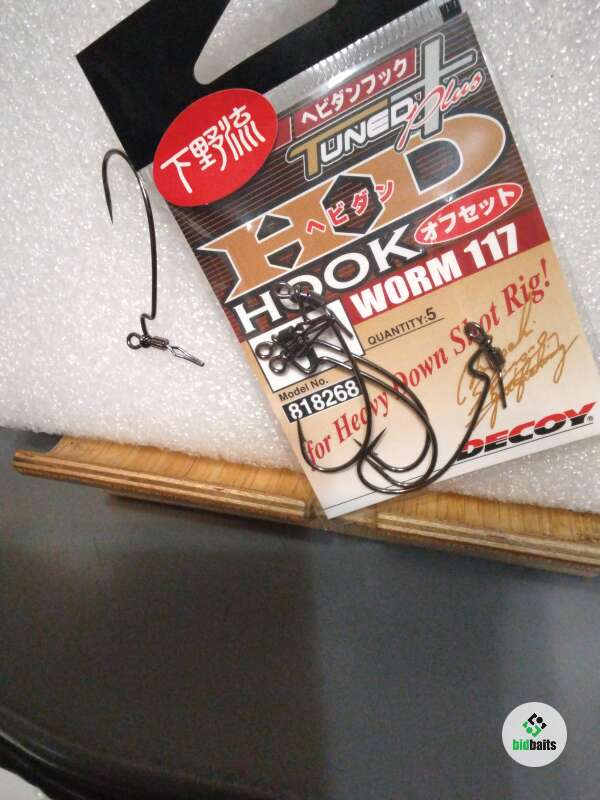 下野流
ヘビダンフック
TUNED Plus
HD
ヘビダン
HOOK オフセット
WORM 117
QUANTITY:5
Model No.
818268
for Heavy Down Shot Rig!
DECOY
bidbaits